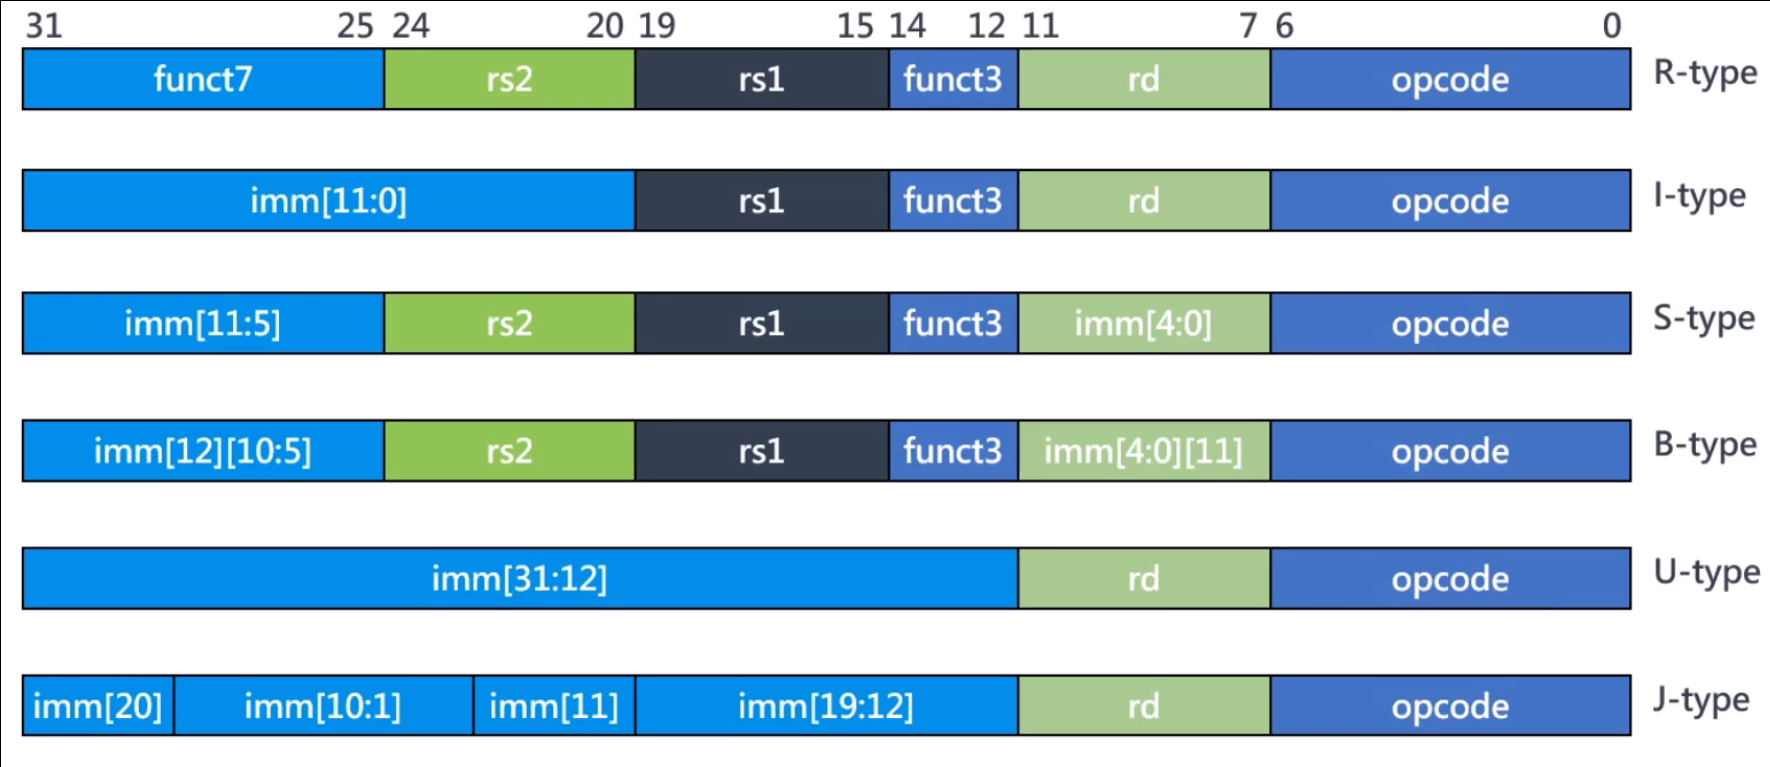 31 25 24 20 19 15 14 12 11 7 6 0
funct7 rs2 rs1 funct3 rd opcode R-type
imm[11:0] rs1 funct3 rd opcode I-type
imm[11:5] rs2 rs1 funct3 imm[4:0] opcode S-type
imm[12][10:5] rs2 rs1 funct3 imm[4:0][11] opcode B-type
imm[31:12] rd opcode U-type
imm[20] imm[10:1] imm[11] imm[19:12] rd opcode J-type